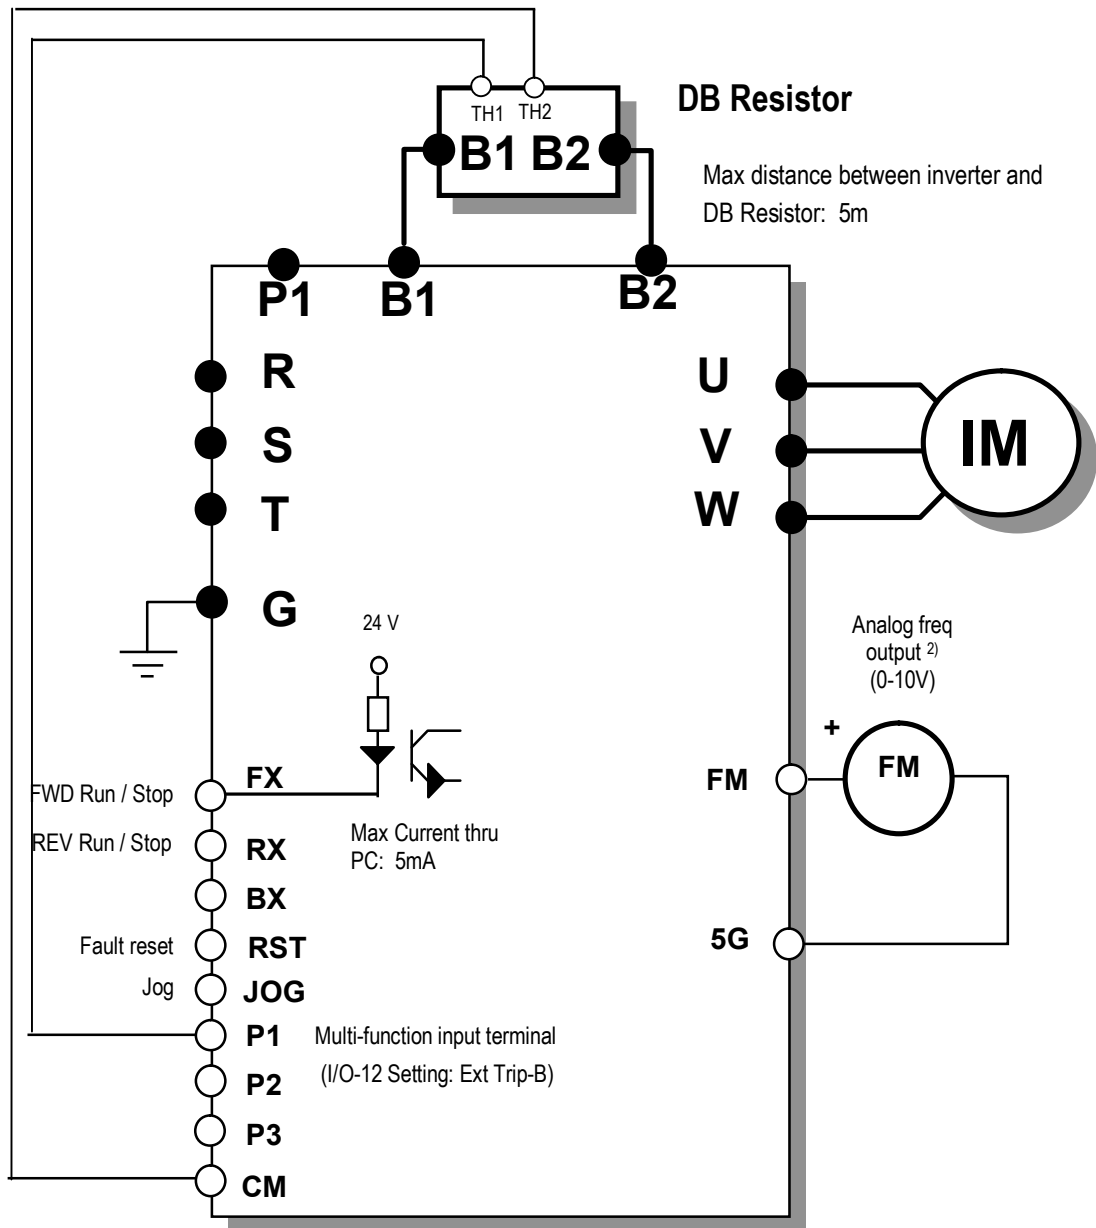 TH1 TH2
B1 B2
DB Resistor
Max distance between inverter and
DB Resistor: 5m
P1
B1
B2
R
S
T
G
U
V
W
IM
24 V
FX
FWD Run / Stop
Max Current thru
PC: 5mA
REV Run / Stop
RX
BX
Fault reset
RST
Jog
JOG
P1
Multi-function input terminal
(I/O-12 Setting: Ext Trip-B)
P2
P3
CM
Analog freq
output 2)
(0-10V)
+
FM
FM
5G